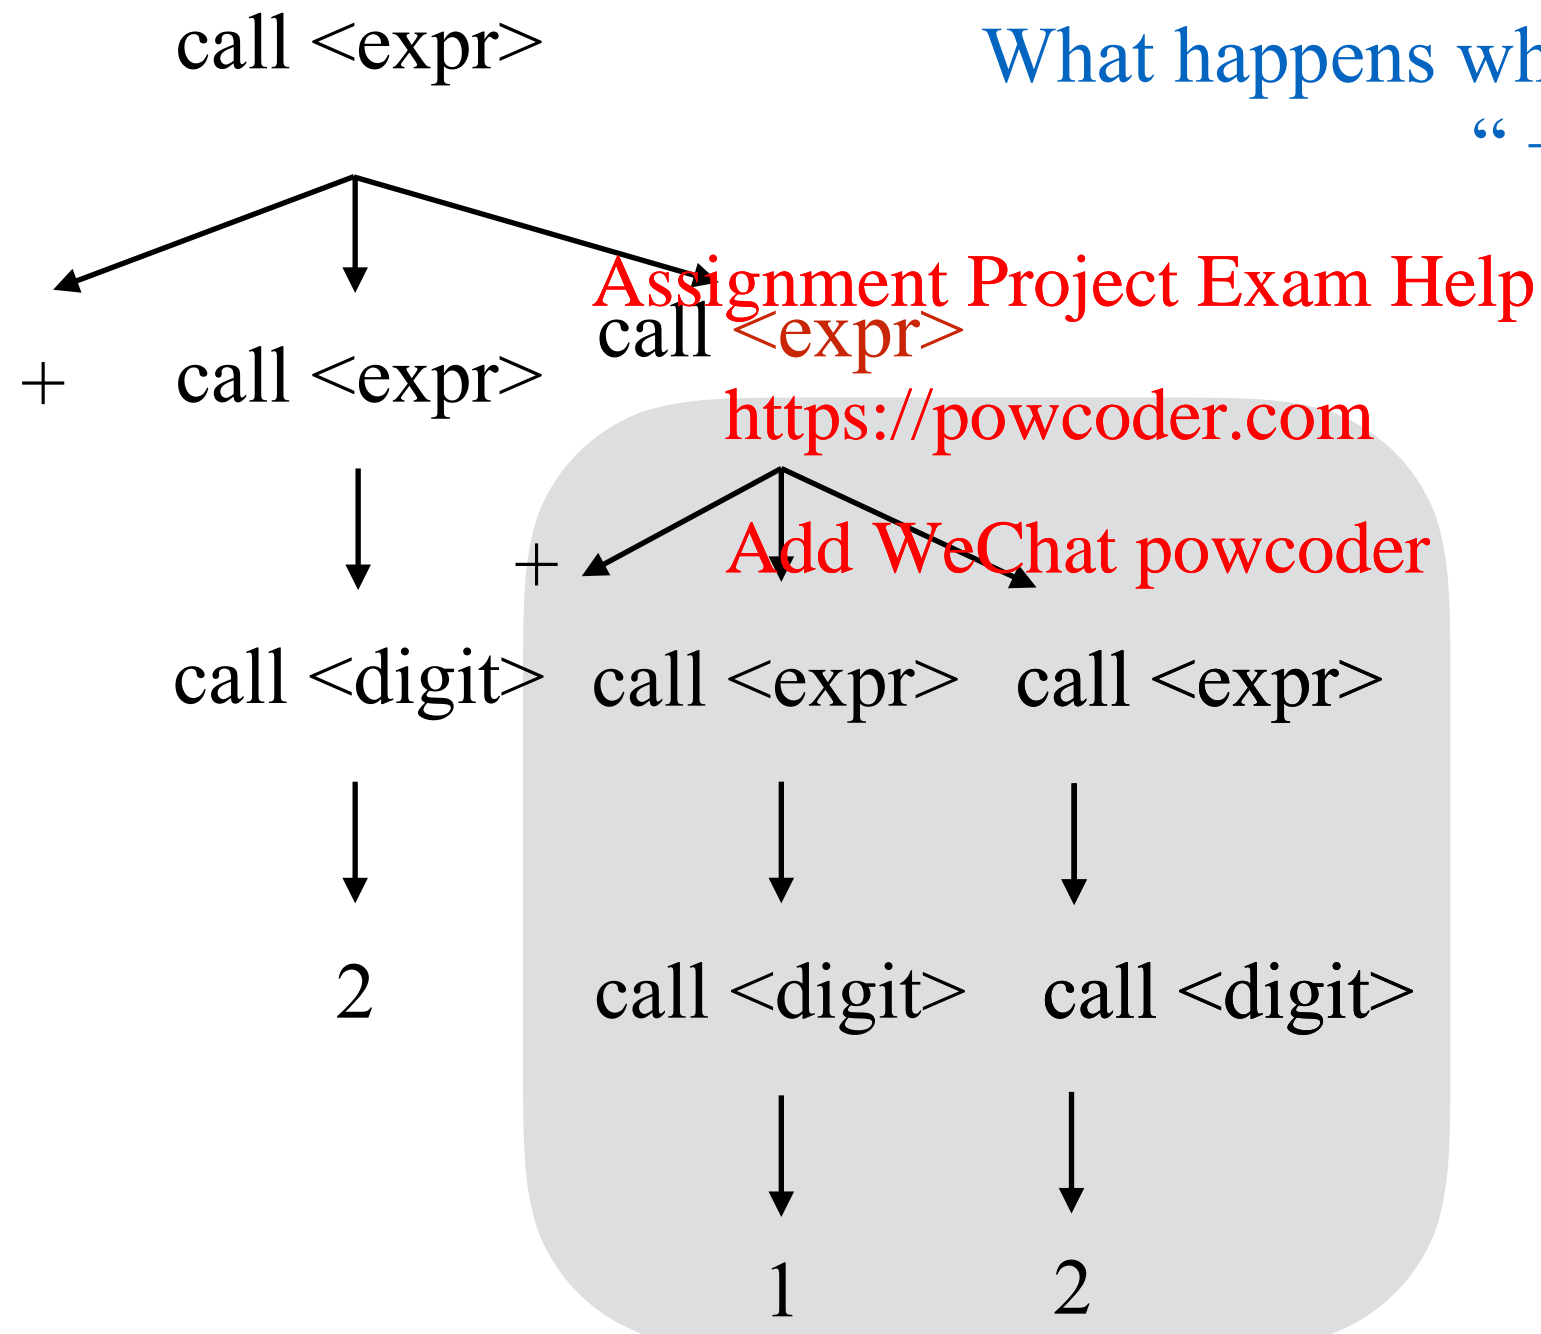 call <expr>
What happens
“
Assignment Project Exam Help
call <expr>
+ call <expr>
https://powcoder.com
+
Add WeChat powcoder
call <digit> call <expr> call <expr>
2 call <digit> call <digit>
1 2